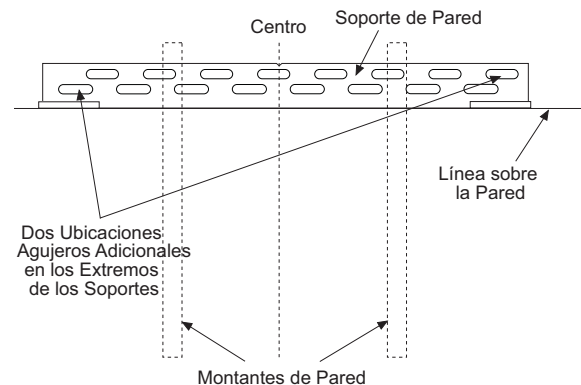 Soporte de Pared
Centro
Línea sobre
la Pared
Dos Ubicaciones
Agujeros Adicionales
en los Extremos
de los Soportes
Montantes de Pared